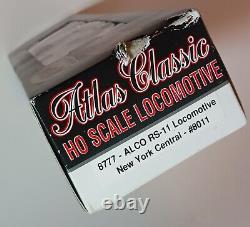 Atlas Classic
HO SCALE LOCOMOTIVE
8777 - ALCO RS-11 Locomotive
New York Central - #8011